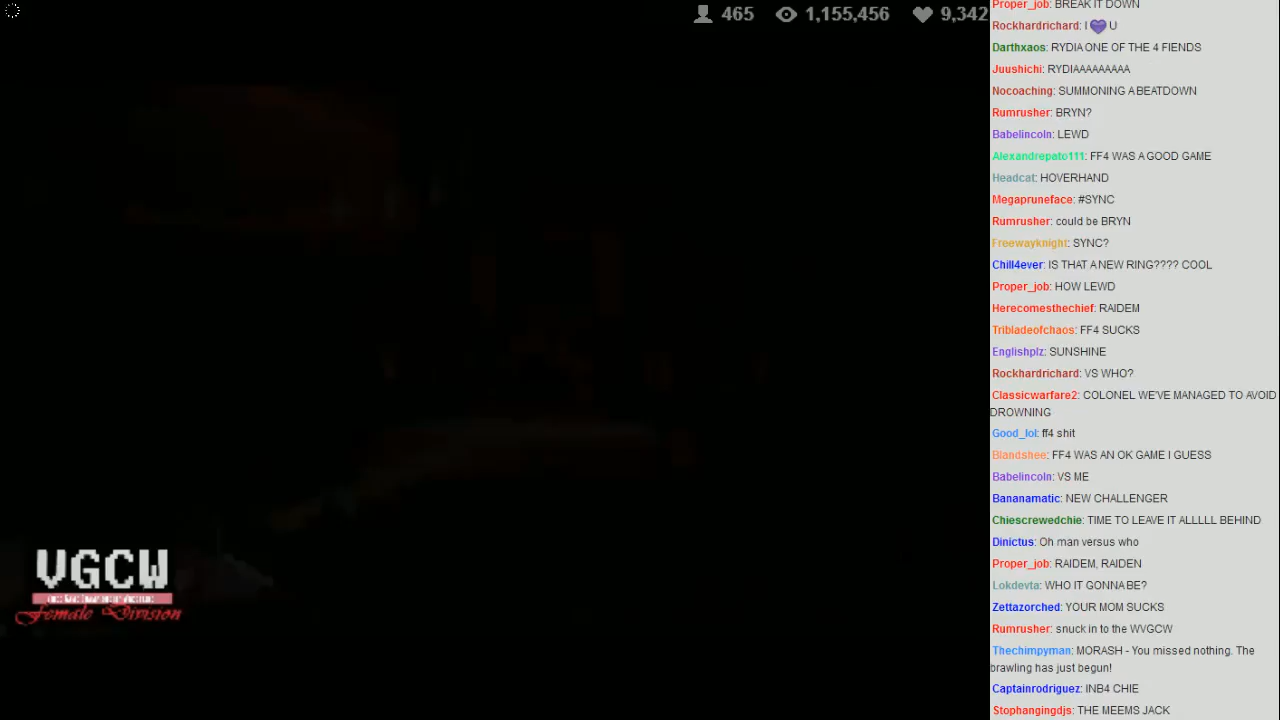 465 1,155,456 9,342
Proper_job: BREAK IT DOWN
Rockhardrichard: I 💜 U
Darthxaos: RYDIA ONE OF THE 4 FIENDS
Juushichi: RYDIAAAAAAAAA
Nocoaching: SUMMONING A BEATDOWN
Rumrusher: BRYN?
Babelincoln: LEWD
Alexandrepato111: FF4 WAS A GOOD GAME
Headcat: HOVERHAND
Megapruneface: #SYNC
Rumrusher: could be BRYN
Freewayknight: SYNC?
Chill4ever: IS THAT A NEW RING???? COOL
Proper_job: HOW LEWD
Herecomesthechief: RAIDEM
Tribladeofchaos: FF4 SUCKS
Englishplz: SUNSHINE
Rockhardrichard: VS WHO?
Classicwarfare2: COLONEL WE'VE MANAGED TO AVOID
DROWNING
Good_lol: ff4 shit
Blandshee: FF4 WAS AN OK GAME I GUESS
Babelincoln: VS ME
Bananamatic: NEW CHALLENGER
Chiescrewedchie: TIME TO LEAVE IT ALLLLL BEHIND
Dinictus: Oh man versus who
Proper_job: RAIDEM, RAIDEN
Lokdevta: WHO IT GONNA BE?
Zettazorched: YOUR MOM SUCKS
Rumrusher: snuck in to the WVGCW
Thechimpyman: MORASH - You missed nothing. The
brawling has just begun!
Captainrodriguez: INB4 CHIE
Stophangingdjs: THE MEEMS JACK
VGCW
Female Division